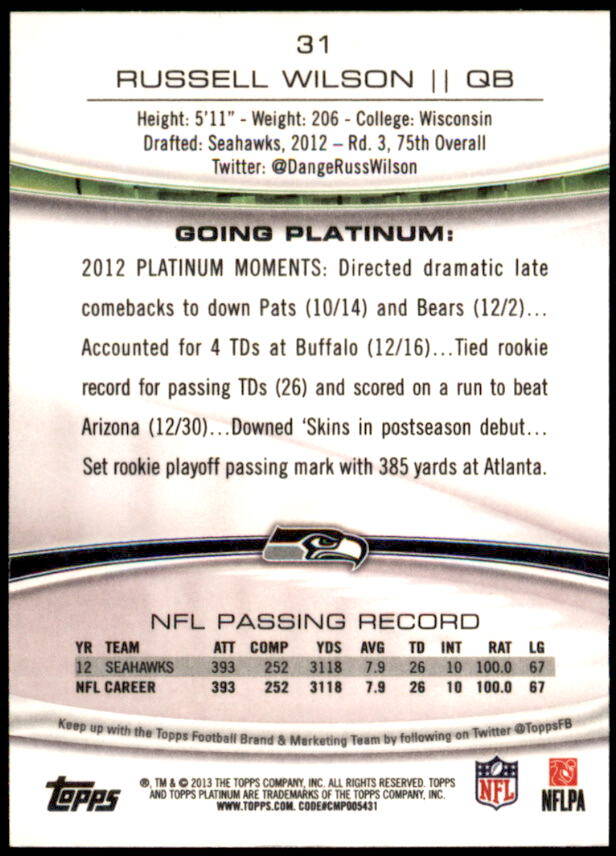 31
RUSSELL WILSON || QB
Height: 5'11" - Weight: 206 - College: Wisconsin
Drafted: Seahawks, 2012 – Rd. 3, 75th Overall
Twitter: @DangeRussWilson
GOING PLATINUM:
2012 PLATINUM MOMENTS: Directed dramatic late
comebacks to down Pats (10/14) and Bears (12/2)...
Accounted for 4 TDs at Buffalo (12/16)...Tied rookie
record for passing TDs (26) and scored on a run to beat
Arizona (12/30)...Downed 'Skins in postseason debut...
Set rookie playoff passing mark with 385 yards at Atlanta.
NFL PASSING RECORD
YR TEAM ATT COMP YDS AVG TD INT RAT LG
12 SEAHAWKS 393 252 3118 7.9 26 10 100.0 67
NFL CAREER 393 252 3118 7.9 26 10 100.0 67
Keep up with the Topps Football Brand & Marketing Team by following on Twitter @ToppsFB
topps
®, TM & © 2013 THE TOPPS COMPANY, INC. ALL RIGHTS RESERVED. TOPPS
AND TOPPS PLATINUM ARE TRADEMARKS OF THE TOPPS COMPANY, INC.
WWW.TOPPS.COM. CODE#CMP005431
NFL
NFLPA